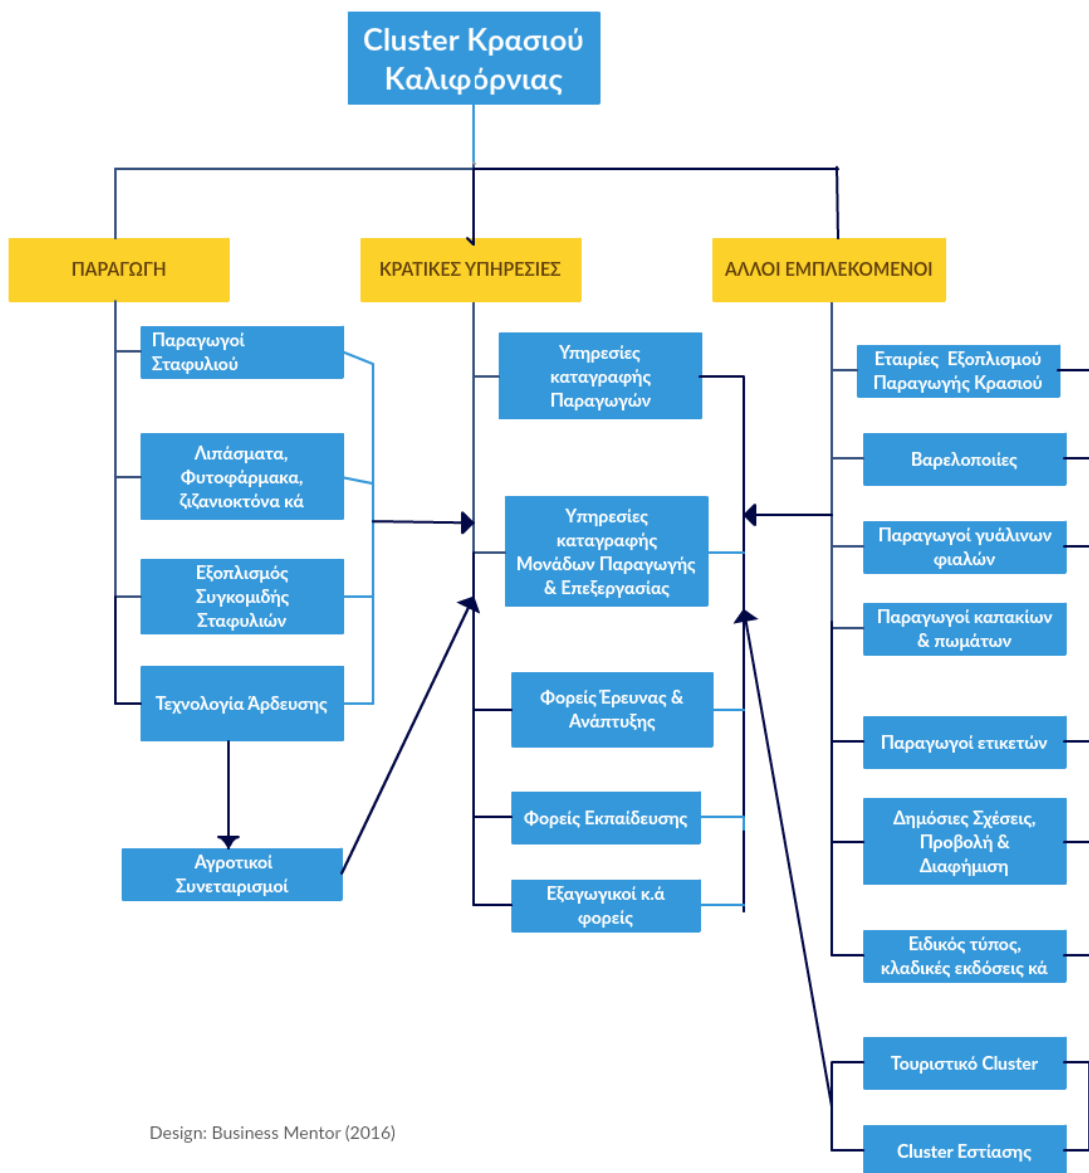 Cluster Κρασιού
Καλιφόρνιας
ΠΑΡΑΓΩΓΗ
ΚΡΑΤΙΚΕΣ ΥΠΗΡΕΣΙΕΣ
ΑΛΛΟΙ ΕΜΠΛΕΚΟΜΕΝΟΙ
Παραγωγοί
Σταφυλιού
Λιπάσματα,
Φυτοφάρμακα,
ζιζανιοκτόνα κά
Εξοπλισμός
Συγκομιδής
Σταφυλιών
Τεχνολογία Άρδευσης
Αγροτικοί
Συνεταιρισμοί
Υπηρεσίες
καταγραφής
Παραγωγών
Υπηρεσίες
καταγραφής
Μονάδων Παραγωγής
& Επεξεργασίας
Φορείς Έρευνας &
Ανάπτυξης
Φορείς Εκπαίδευσης
Εξαγωγικοί κ.ά
φορείς
Εταιρίες Εξοπλισμού
Παραγωγής Κρασιού
Βαρελοποιίες
Παραγωγοί γυάλινων
φιαλών
Παραγωγοί καπακίων
& πωμάτων
Παραγωγοί ετικετών
Δημόσιες Σχέσεις,
Προβολή &
Διαφήμιση
Ειδικός τύπος,
κλαδικές εκδόσεις κά
Τουριστικό Cluster
Cluster Εστίασης
Design: Business Mentor (2016)